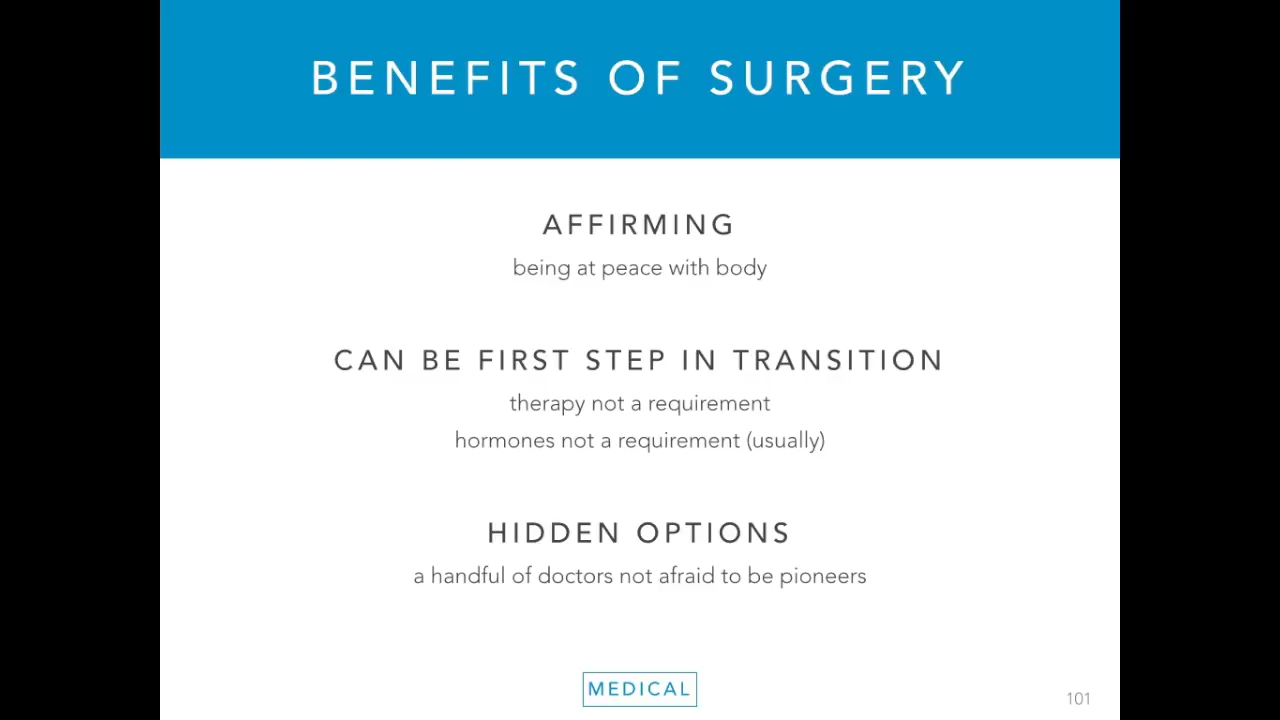 BENEFITS OF SURGERY
AFFIRMING
being at peace with body
CAN BE FIRST STEP IN TRANSITION
therapy not a requirement
hormones not a requirement (usually)
HIDDEN OPTIONS
a handful of doctors not afraid to be pioneers
MEDICAL
101